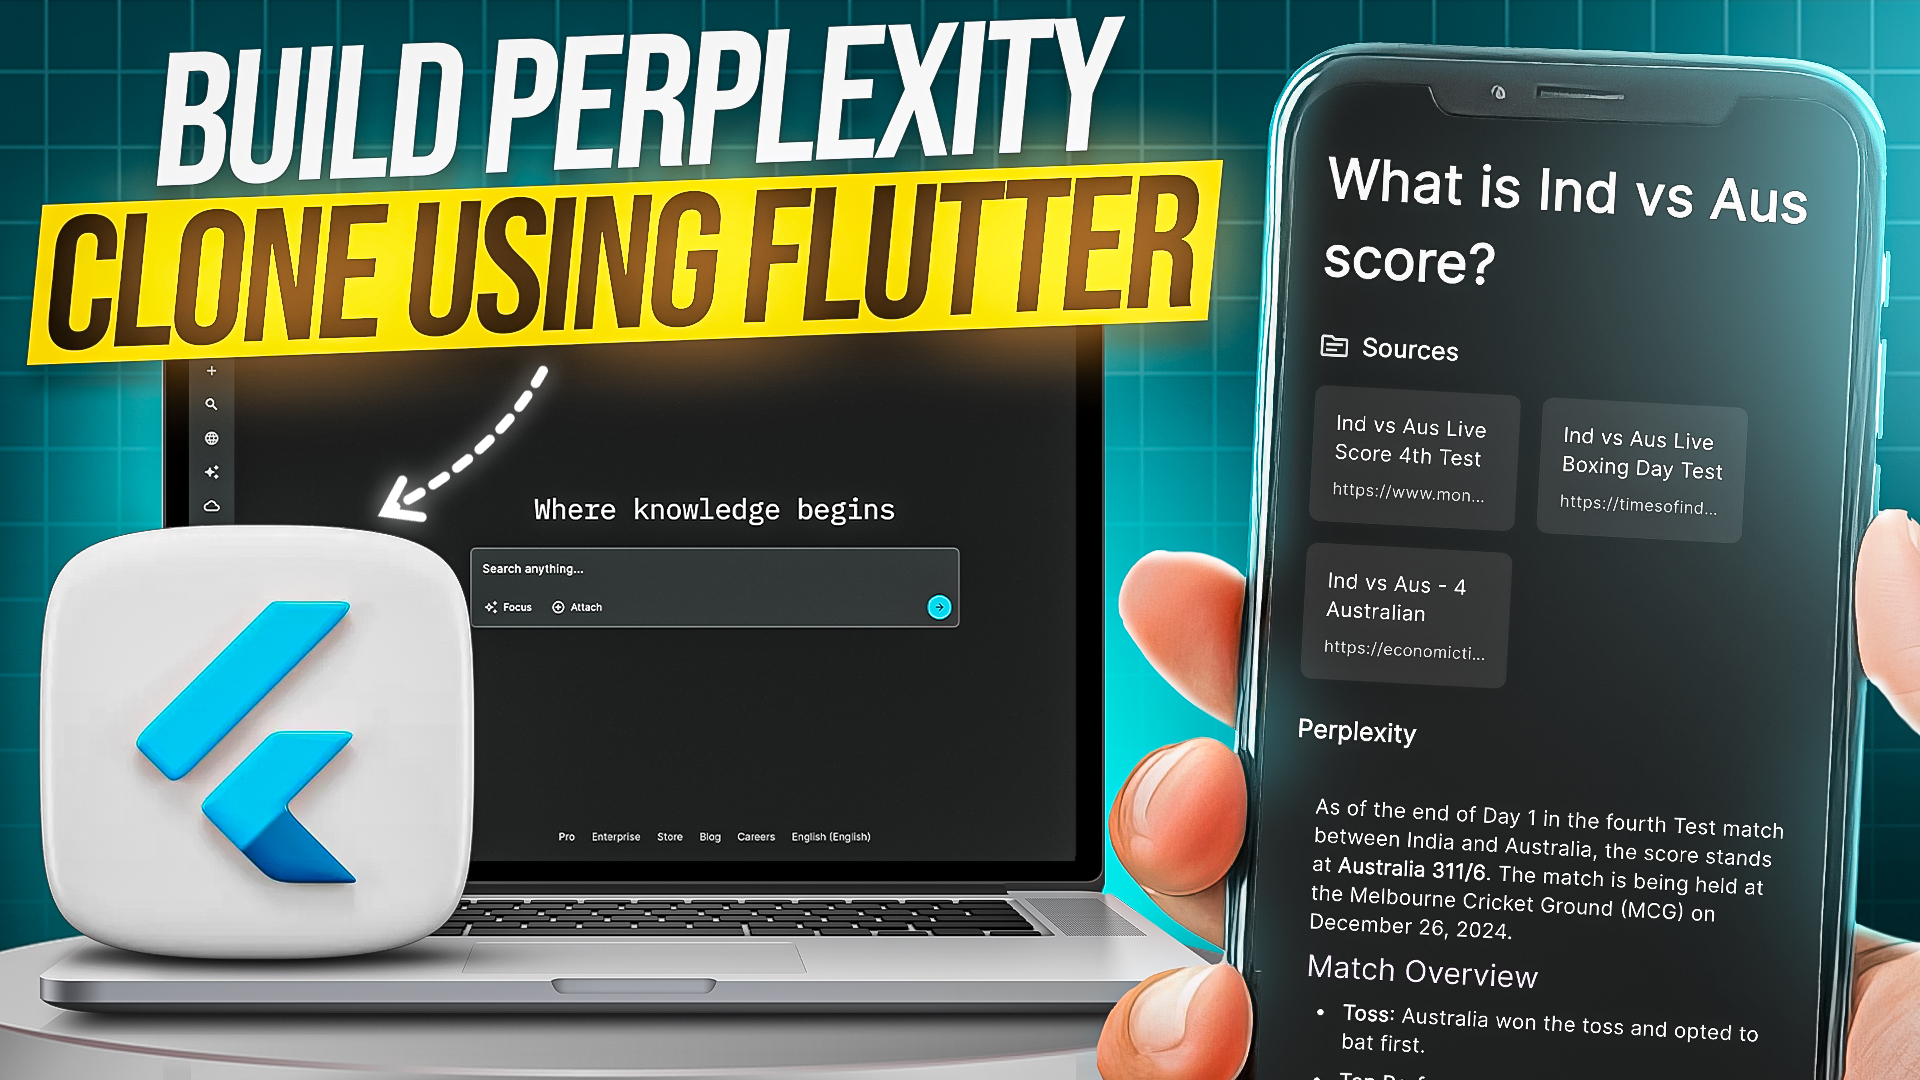 BUILD PERPLEXITY
CLONE USING FLUTTER
Where knowledge begins
Search anything...
Focus
Attach
Pro
Enterprise
Store
Blog
Careers
English (English)
What is Ind vs Aus
score?
Sources
Ind vs Aus Live
Score 4th Test
https://www.mon...
Ind vs Aus Live
Boxing Day Test
https://timesofind...
Ind vs Aus - 4
Australian
https://economicti...
Perplexity
As of the end of Day 1 in the fourth Test match
between India and Australia, the score stands
at Australia 311/6. The match is being held at
the Melbourne Cricket Ground (MCG) on
December 26, 2024.
Match Overview
• Toss: Australia won the toss and opted to
bat first.